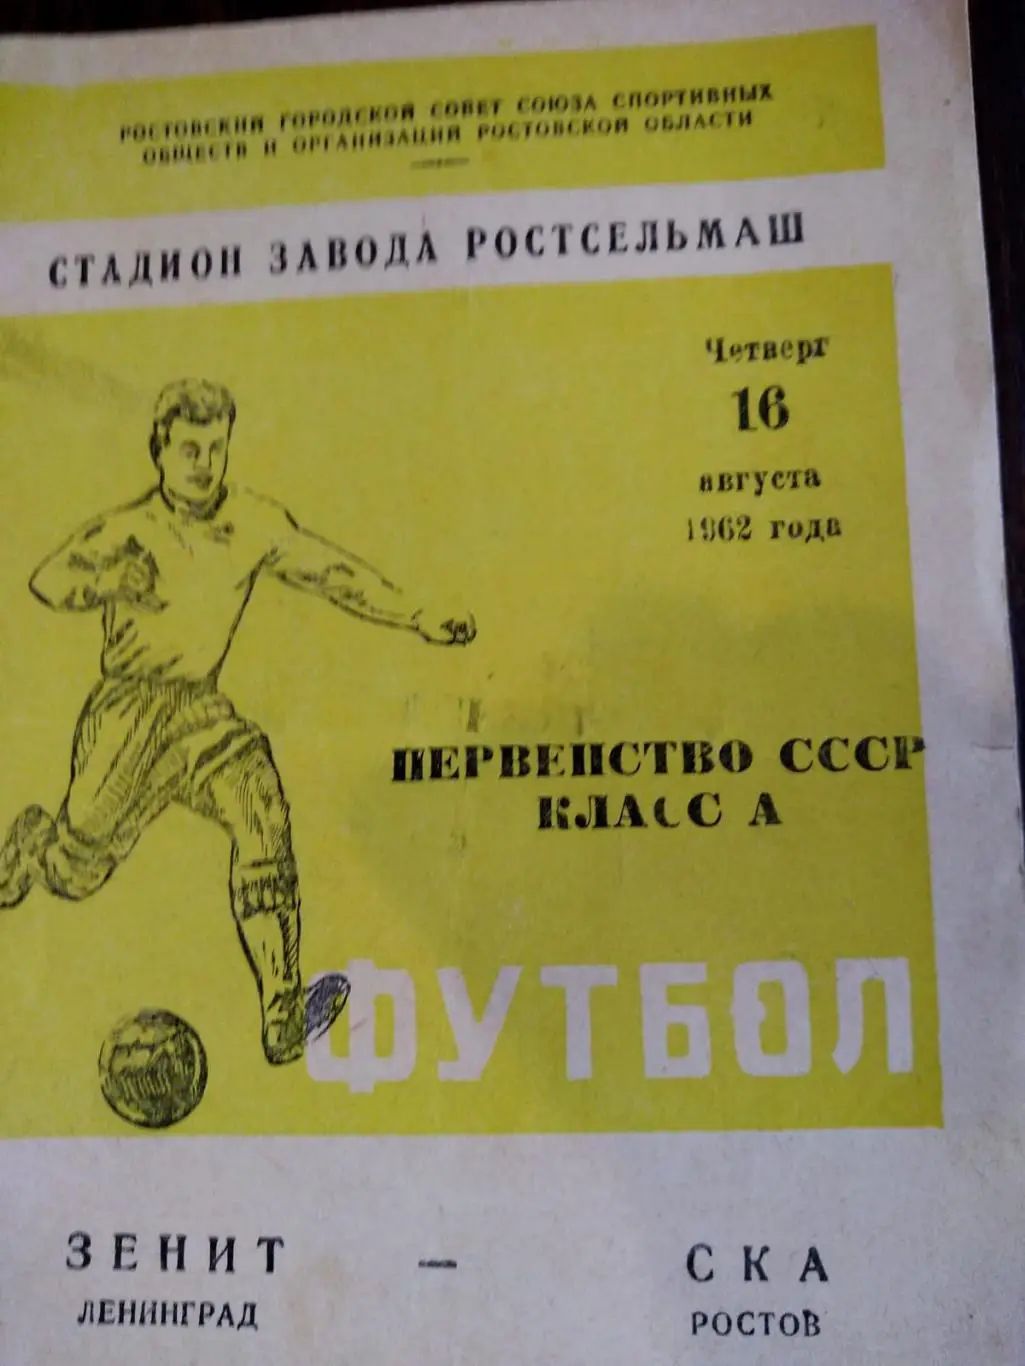 РОСТОВСКИЙ ГОРОДСКОЙ СОВЕТ СОЮЗА СПОРТИВНЫХ
ОБЩЕСТВ И ОРГАНИЗАЦИЙ РОСТОВСКОЙ ОБЛАСТИ
СТАДИОН ЗАВОДА РОСТСЕЛЬМАШ
Четверг
16
августа
1962 года
ПЕРВЕНСТВО СССР
КЛАСС А
ФУТБОЛ
ЗЕНИТ — СКА
ЛЕНИНГРАД РОСТОВ